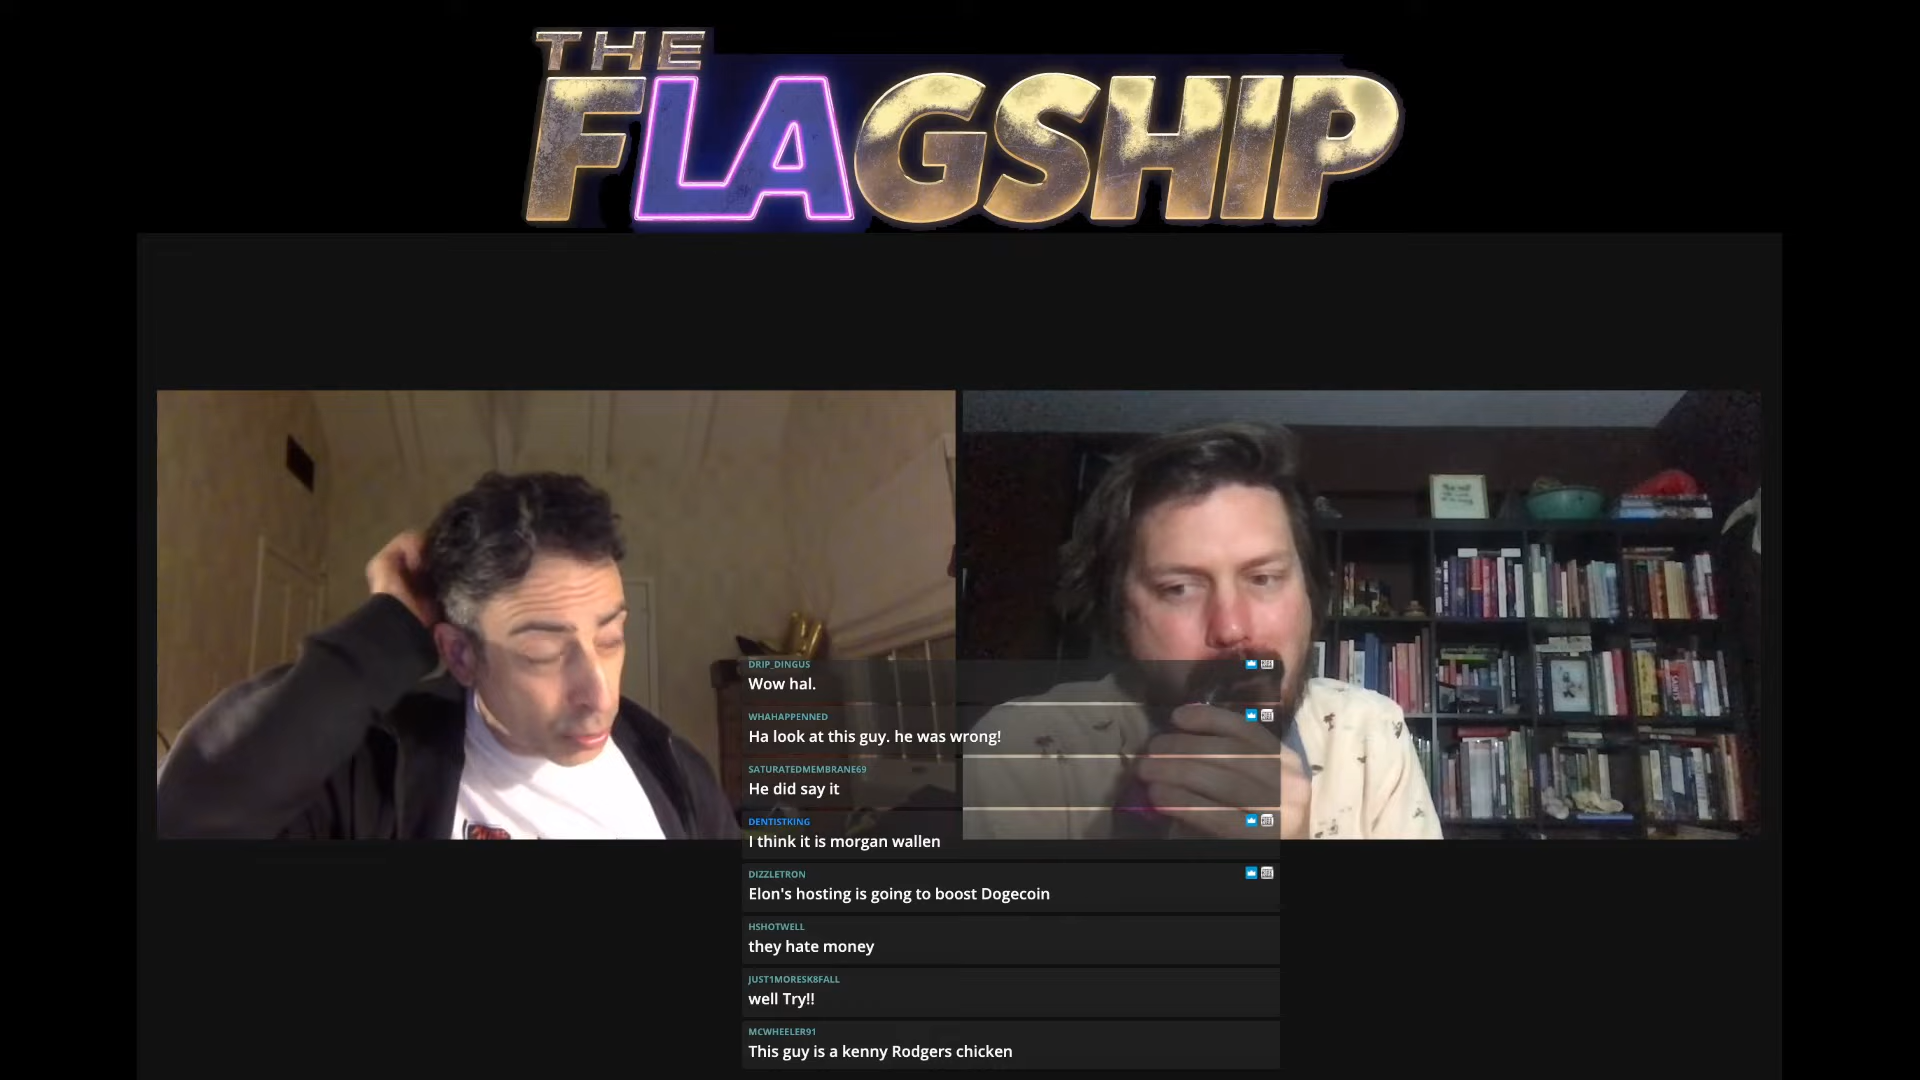 THE
FLAGSHIP
DRIP_DINGUS
Wow hal.
WHAHAPPENNED
Ha look at this guy. he was wrong!
SATURATEDMEMBRANE69
He did say it
DENTISTKING
I think it is morgan wallen
DIZZLETRON
Elon's hosting is going to boost Dogecoin
HSHOTWELL
they hate money
JUST1MORESK8FALL
well Try!!
MCWHEELER91
This guy is a kenny Rodgers chicken